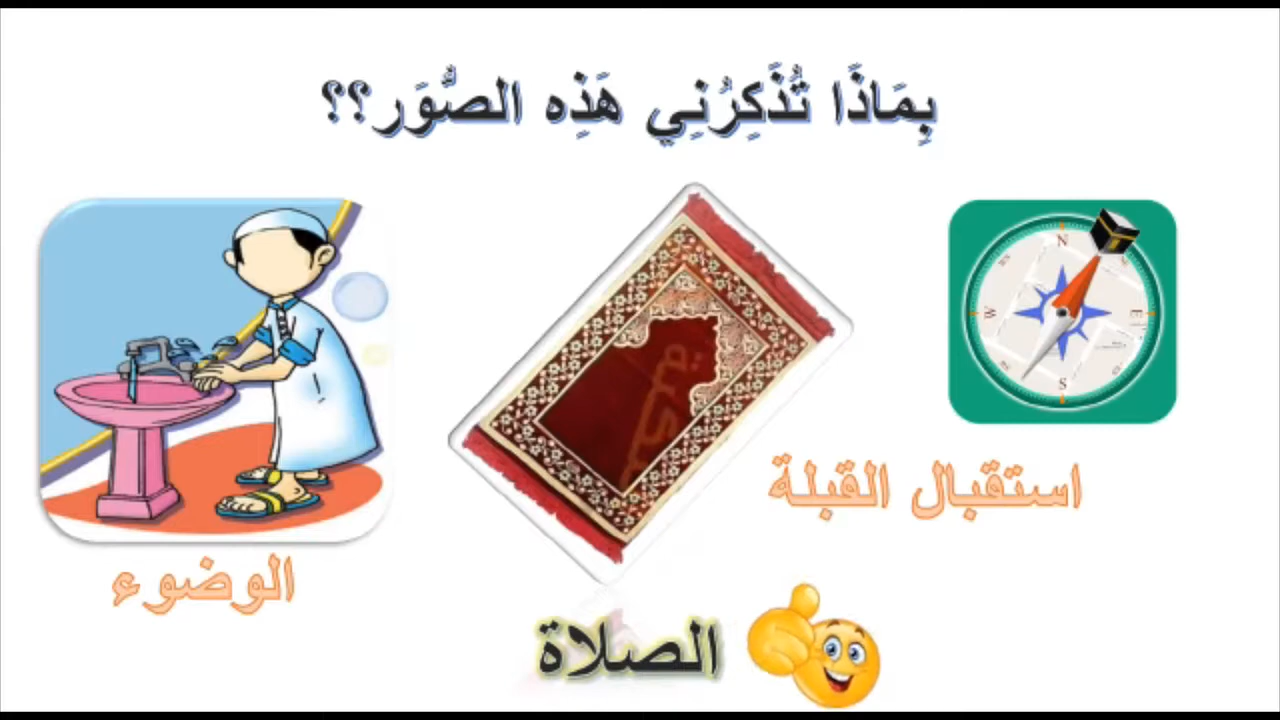 بِمَاذَا تُذَكِرُنِي هَذِه الصُّوَر؟؟
N
E
S
W
استقبال القبلة
الوضوء
الصلاة